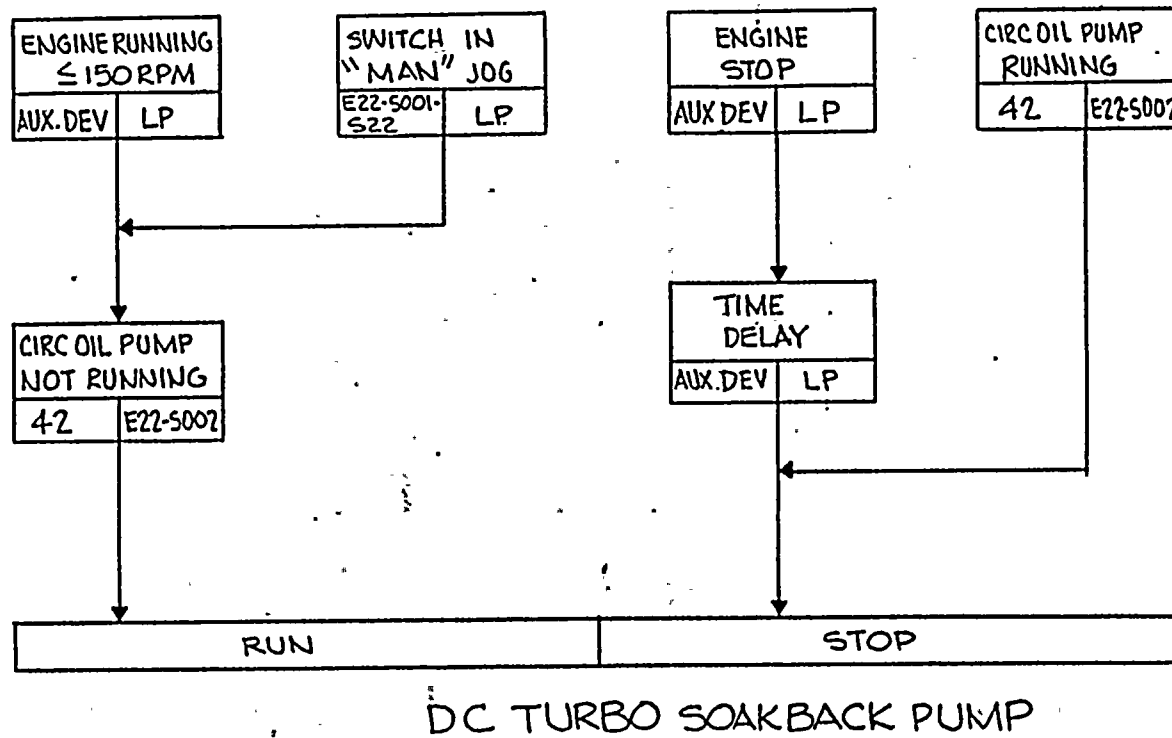 ENGINE RUNNING
≤ 150 RPM
AUX. DEV LP
SWITCH IN
"MAN" JOG
E22-S001-
S22 LP.
ENGINE
STOP
AUX DEV LP
CIRC OIL PUMP
RUNNING
42 E22-S002
CIRC OIL PUMP
NOT RUNNING
42 E22-S002
TIME
DELAY
AUX. DEV LP
RUN
STOP
DC TURBO SOAKBACK PUMP